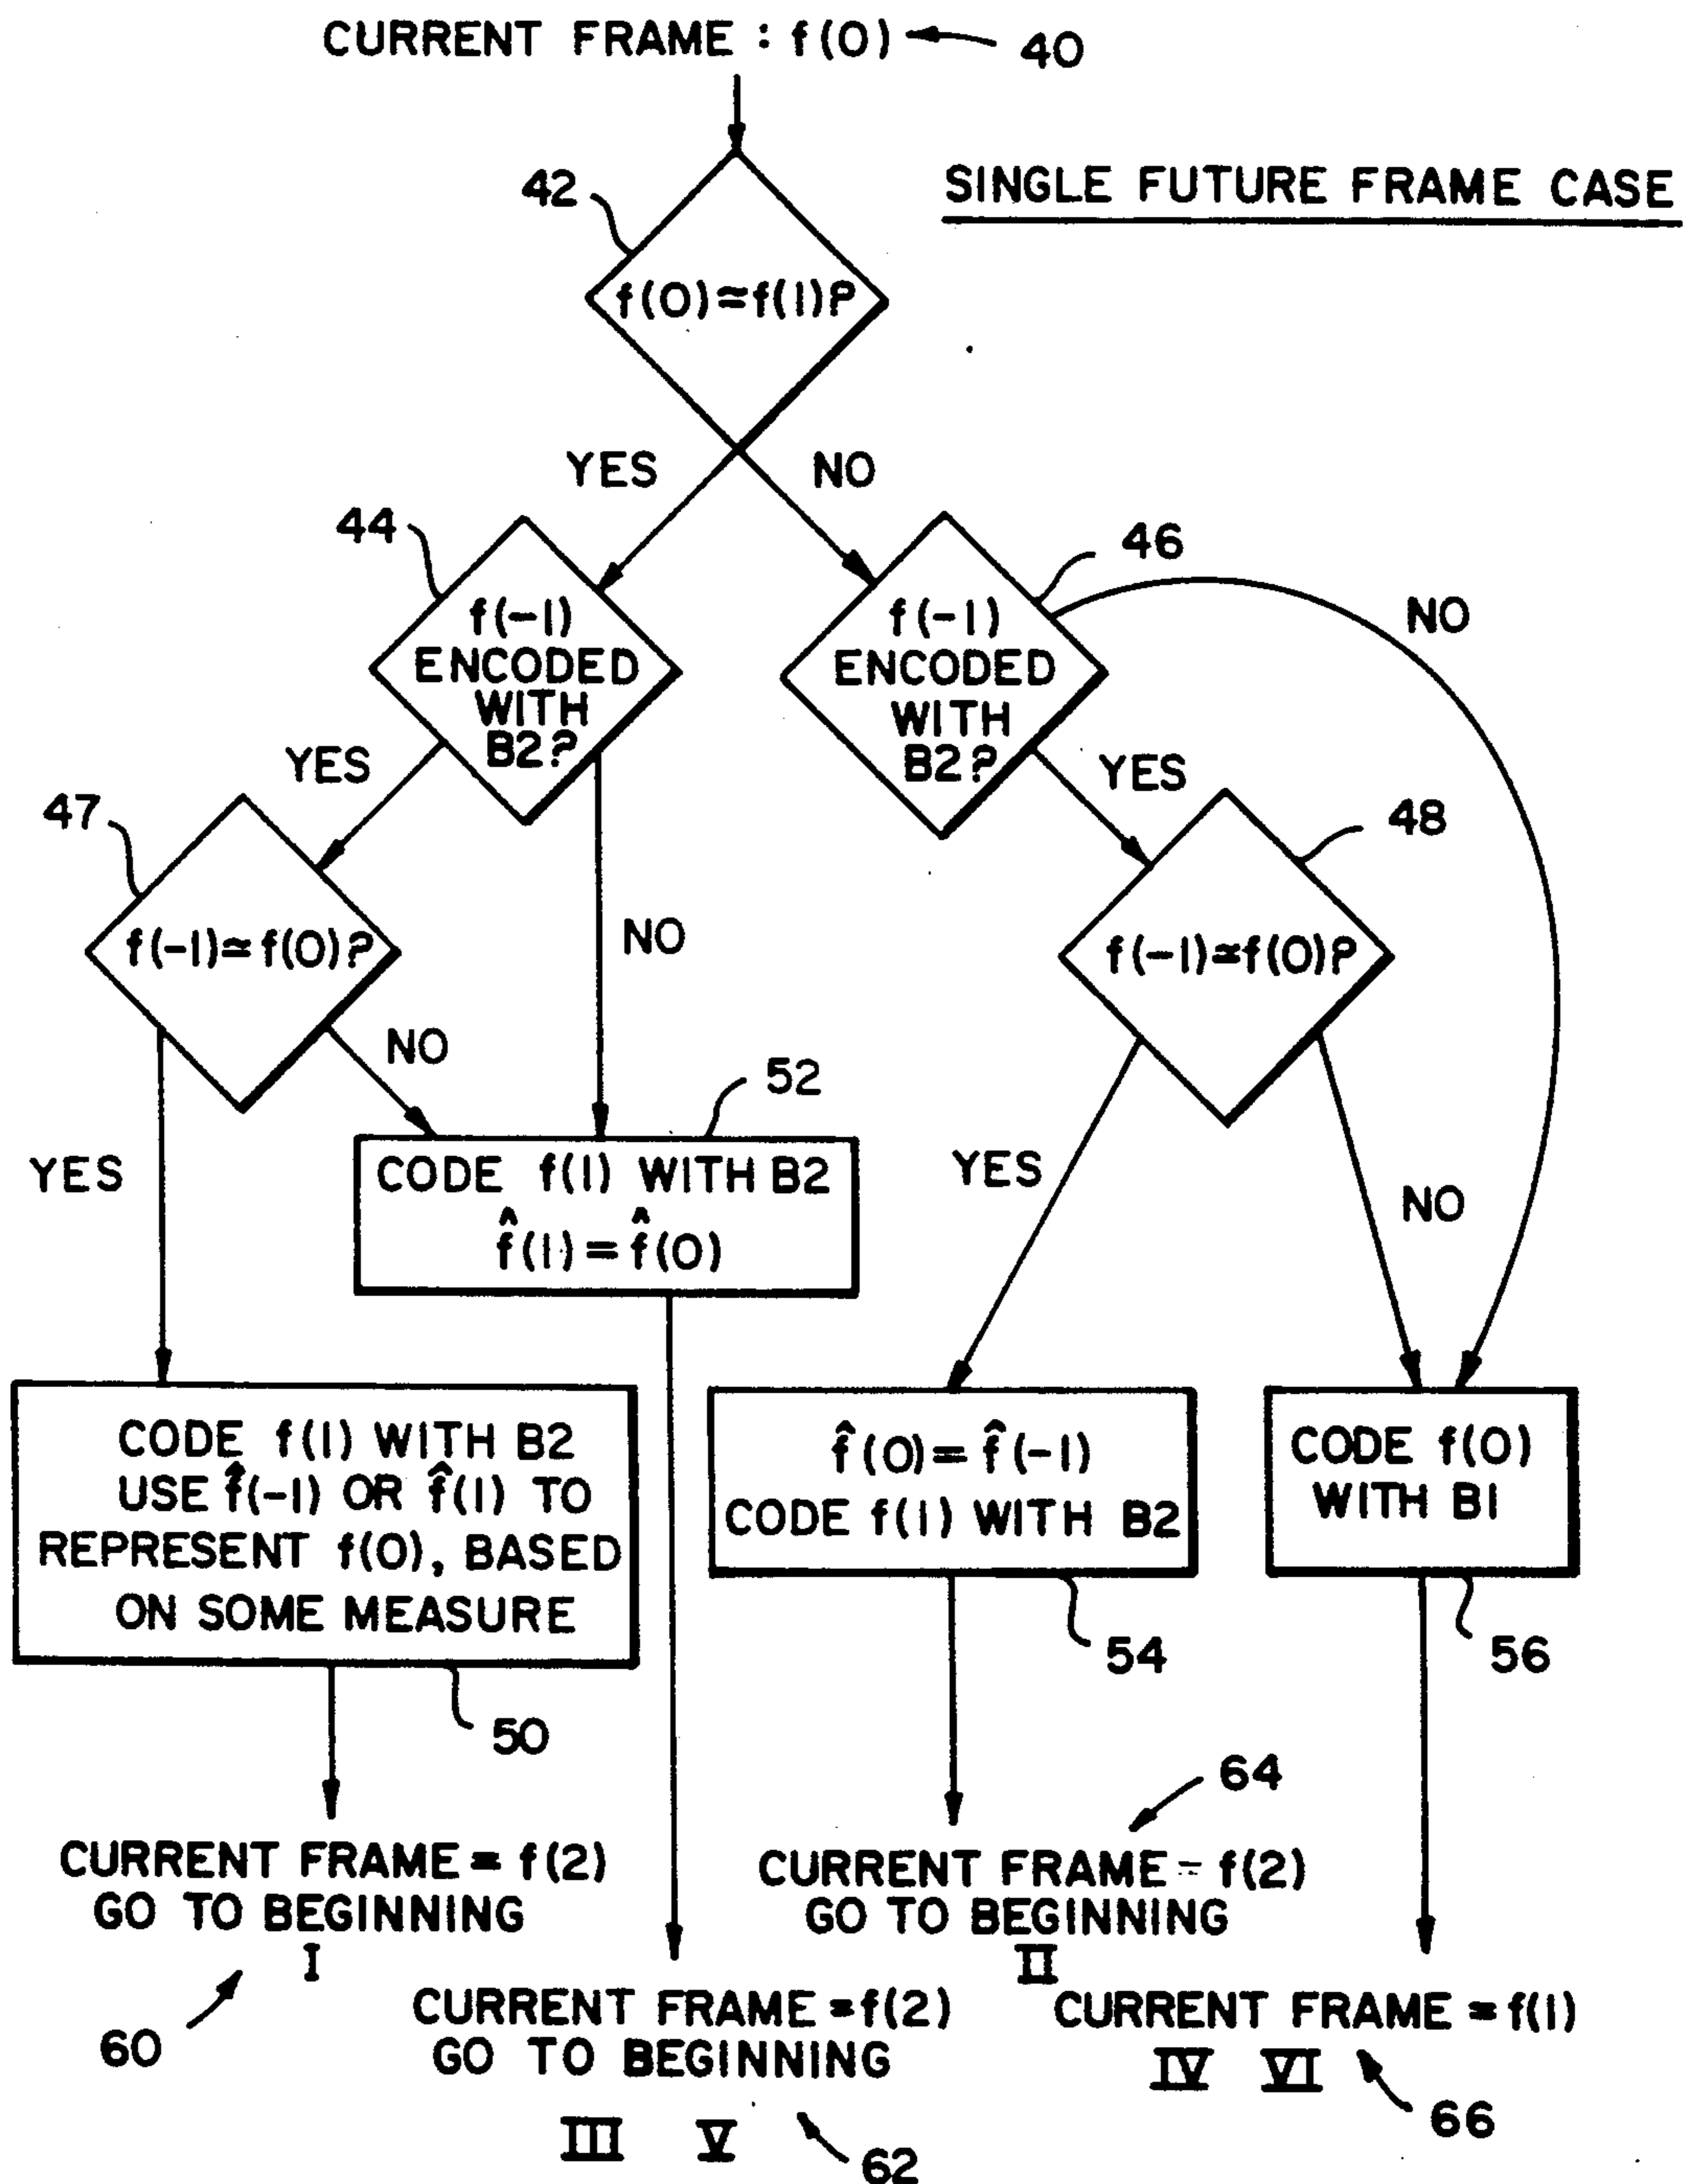 CURRENT FRAME : f(0) 40
SINGLE FUTURE FRAME CASE
42
f(0)≃f(1)?
YES
NO
44
f(-1)
ENCODED
WITH
B2?
46
f(-1)
ENCODED
WITH
B2?
NO
YES
NO
YES
47
f(-1)≃f(0)?
48
f(-1)≃f(0)?
NO
YES
52
CODE f(1) WITH B2
f̂(1)=f̂(0)
YES
NO
CODE f(1) WITH B2
USE f̂(-1) OR f̂(1) TO
REPRESENT f(0), BASED
ON SOME MEASURE
50
f̂(0)=f̂(-1)
CODE f(1) WITH B2
54
CODE f(0)
WITH B1
56
CURRENT FRAME = f(2)
GO TO BEGINNING
I
60
64
CURRENT FRAME = f(2)
GO TO BEGINNING
II
CURRENT FRAME = f(2)
GO TO BEGINNING
III V
62
CURRENT FRAME = f(1)
IV VI
66